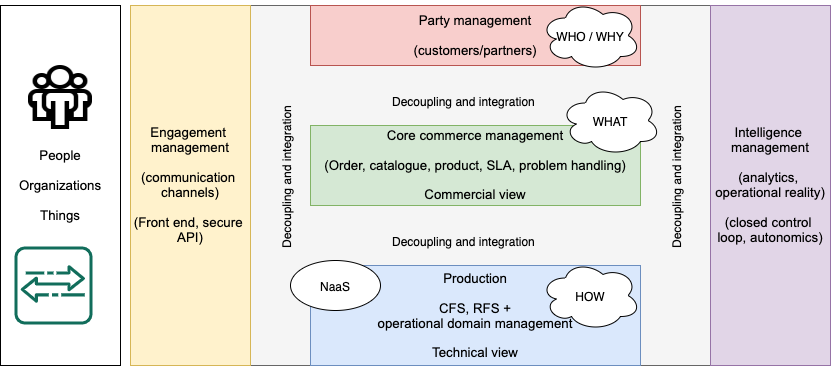 People
Organizations
Things
Engagement
management
(communication
channels)
(Front end, secure
API)
Decoupling and integration
Party management
(customers/partners)
WHO / WHY
Decoupling and integration
WHAT
Core commerce management
(Order, catalogue, product, SLA, problem handling)
Commercial view
Decoupling and integration
NaaS
Production
HOW
CFS, RFS +
operational domain management
Technical view
Decoupling and integration
Intelligence
management
(analytics,
operational reality)
(closed control
loop, autonomics)